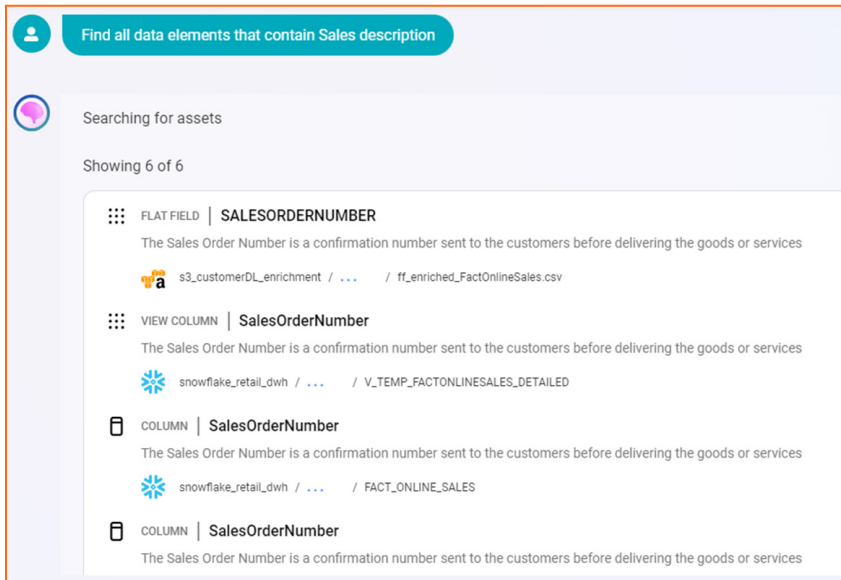 Find all data elements that contain Sales description
Searching for assets
Showing 6 of 6
FLAT FIELD | SALESORDERNUMBER
The Sales Order Number is a confirmation number sent to the customers before delivering the goods or services
s3_customerDL_enrichment / ... / ff_enriched_FactOnlineSales.csv
VIEW COLUMN | SalesOrderNumber
The Sales Order Number is a confirmation number sent to the customers before delivering the goods or services
snowflake_retail_dwh / ... / V_TEMP_FACTONLINESALES_DETAILED
COLUMN | SalesOrderNumber
The Sales Order Number is a confirmation number sent to the customers before delivering the goods or services
snowflake_retail_dwh / ... / FACT_ONLINE_SALES
COLUMN | SalesOrderNumber
The Sales Order Number is a confirmation number sent to the customers before delivering the goods or services